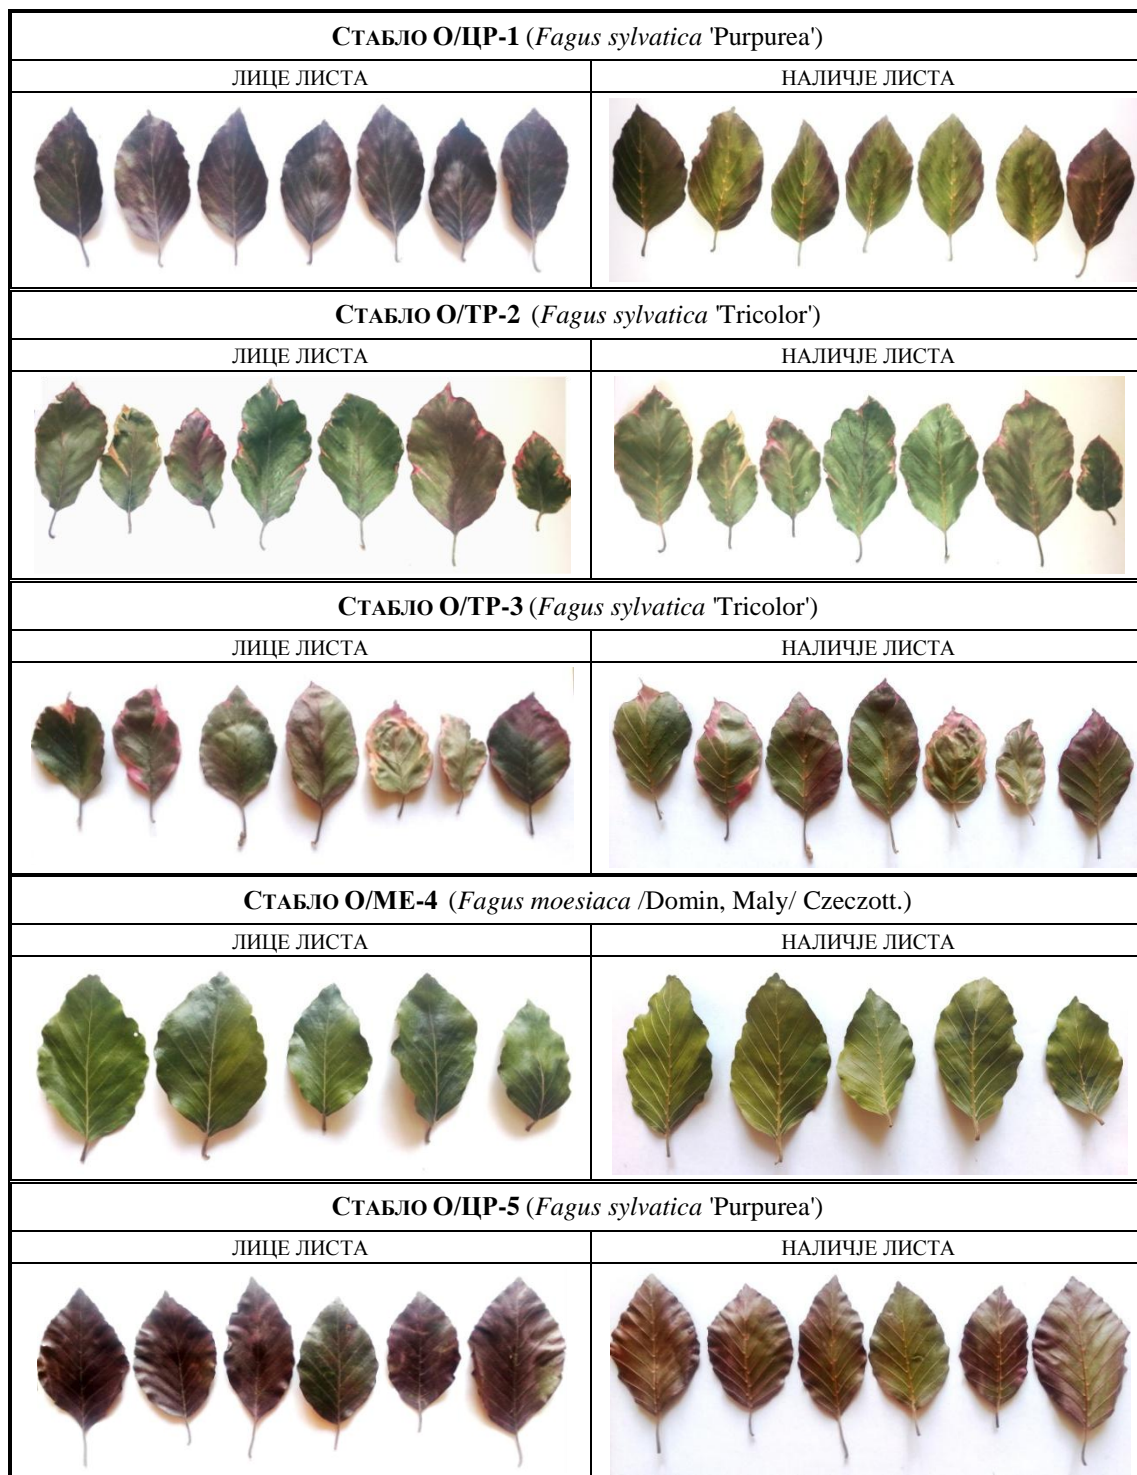 СТАБЛО О/ЦР-1 (Fagus sylvatica 'Purpurea')
ЛИЦЕ ЛИСТА НАЛИЧЈЕ ЛИСТА
СТАБЛО О/ТР-2 (Fagus sylvatica 'Tricolor')
ЛИЦЕ ЛИСТА НАЛИЧЈЕ ЛИСТА
СТАБЛО О/ТР-3 (Fagus sylvatica 'Tricolor')
ЛИЦЕ ЛИСТА НАЛИЧЈЕ ЛИСТА
СТАБЛО О/МЕ-4 (Fagus moesiaca /Domin, Maly/ Czeczott.)
ЛИЦЕ ЛИСТА НАЛИЧЈЕ ЛИСТА
СТАБЛО О/ЦР-5 (Fagus sylvatica 'Purpurea')
ЛИЦЕ ЛИСТА НАЛИЧЈЕ ЛИСТА